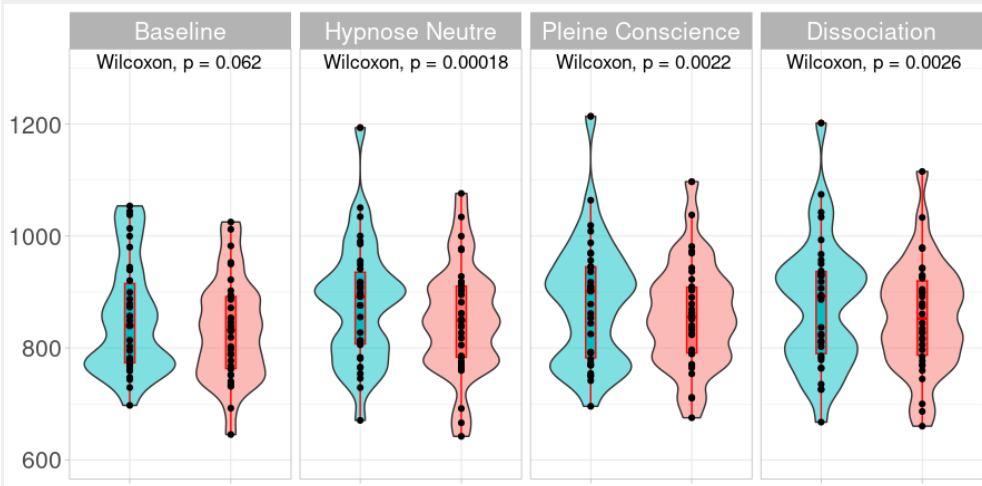 Baseline
Hypnose Neutre
Pleine Conscience
Dissociation
Wilcoxon, p = 0.062
Wilcoxon, p = 0.00018
Wilcoxon, p = 0.0022
Wilcoxon, p = 0.0026
1200
1000
800
600